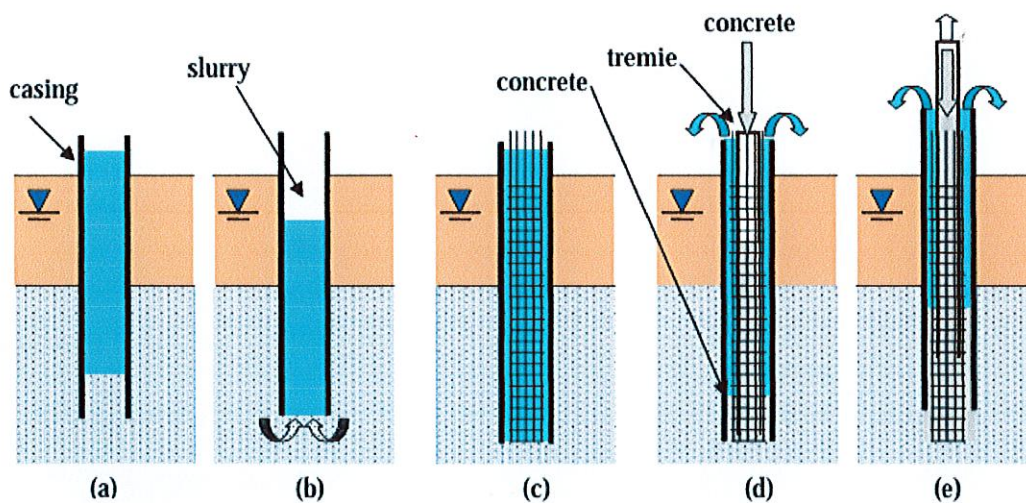 casing
slurry
concrete
tremie
concrete
(a)
(b)
(c)
(d)
(e)